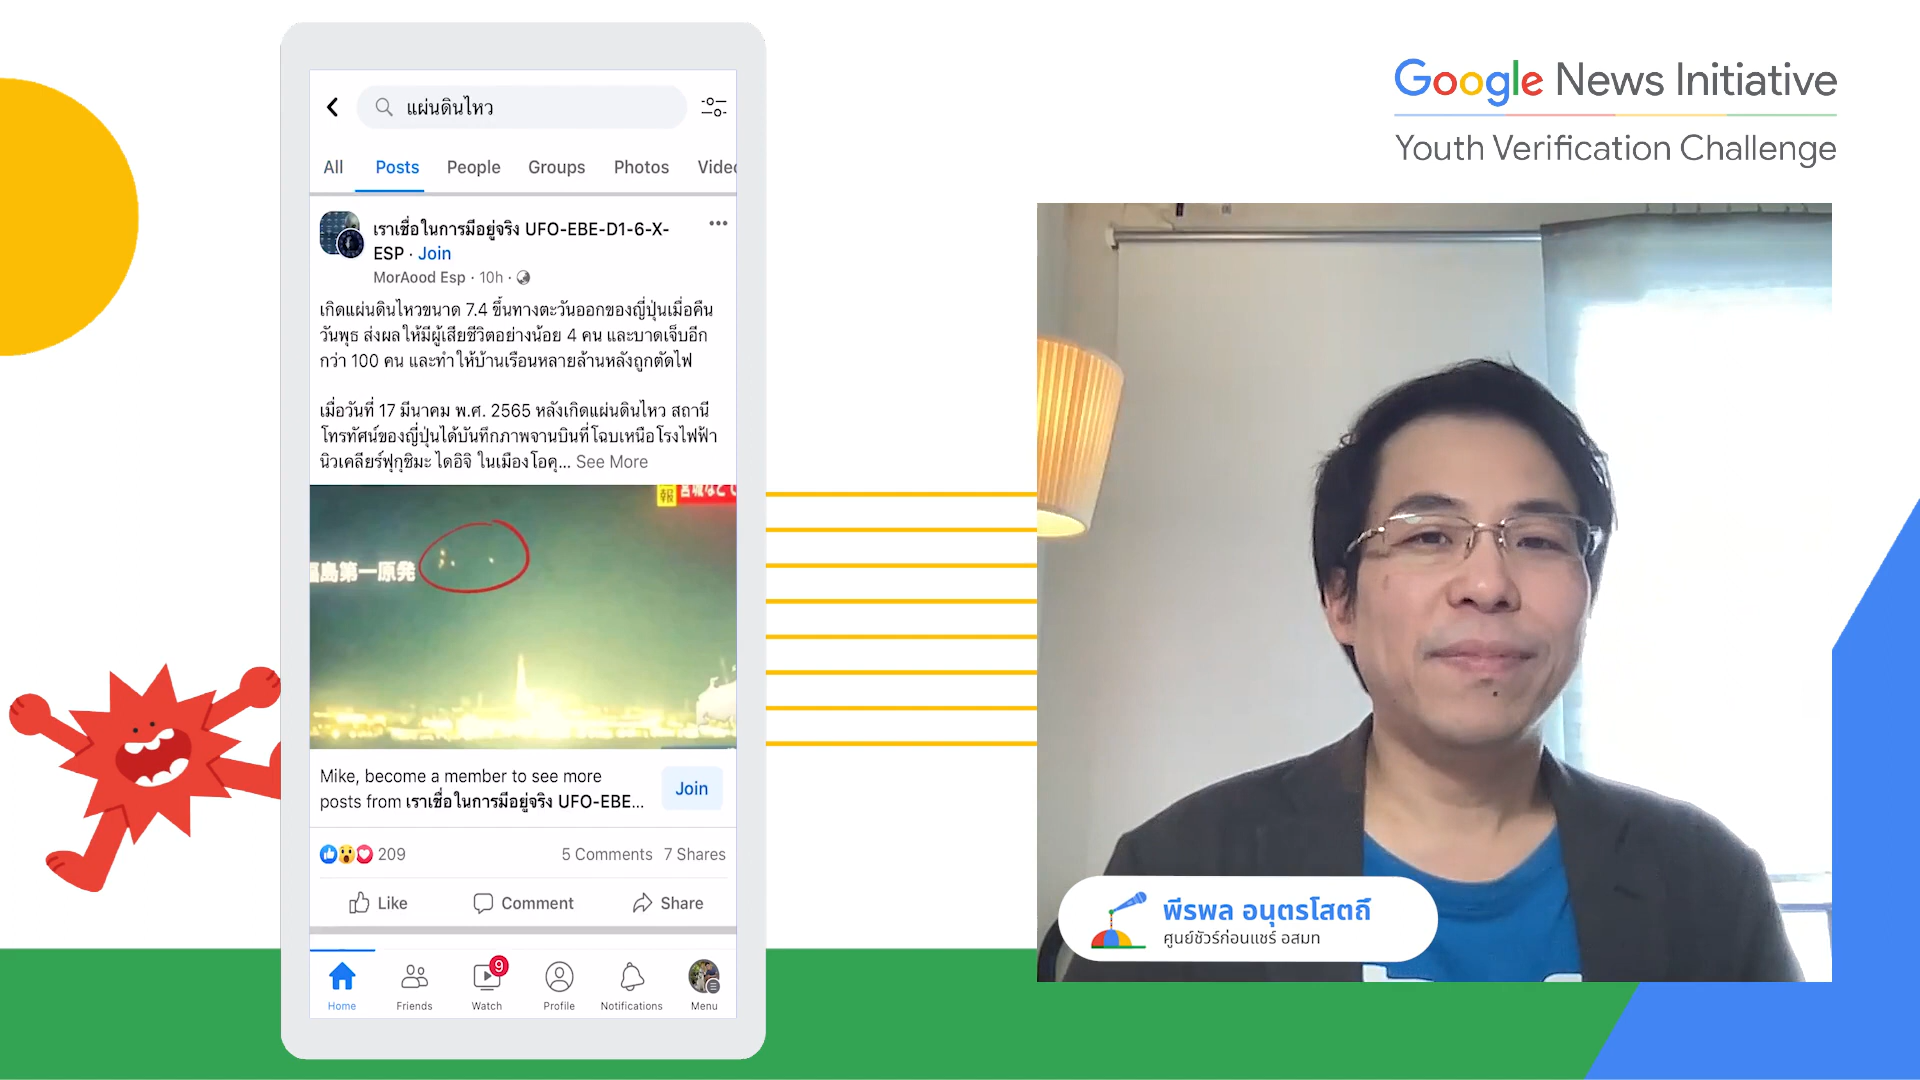 แผ่นดินไหว
All Posts People Groups Photos
เราเชื่อในการมีอยู่จริง UFO-EBE-D1-6-X-
ESP · Join
MorAood Esp · 10h ·
เกิดแผ่นดินไหวขนาด 7.4 ขึ้นทางตะวันออกของญี่ปุ่นเมื่อคืน
วันพุธ ส่งผลให้มีผู้เสียชีวิตอย่างน้อย 4 คน และบาดเจ็บอีก
กว่า 100 คน และทำให้บ้านเรือนหลายล้านหลังถูกตัดไฟ
เมื่อวันที่ 17 มีนาคม พ.ศ. 2565 หลังเกิดแผ่นดินไหว สถานี
โทรทัศน์ของญี่ปุ่นได้บันทึกภาพจานบินที่โฉบเหนือโรงไฟฟ้า
นิวเคลียร์ฟุกุชิมะ ไดอิจิ ในเมืองโอคุ... See More
報 宮城など
福島第一原発
Mike, become a member to see more
posts from เราเชื่อในการมีอยู่จริง UFO-EBE...
Join
209 5 Comments 7 Shares
Like Comment Share
9
Home Friends Watch Profile Notifications Menu
Google News Initiative
Youth Verification Challenge
พีรพล อนุตรโสตถิ์
ศูนย์ชัวร์ก่อนแชร์ อสมท